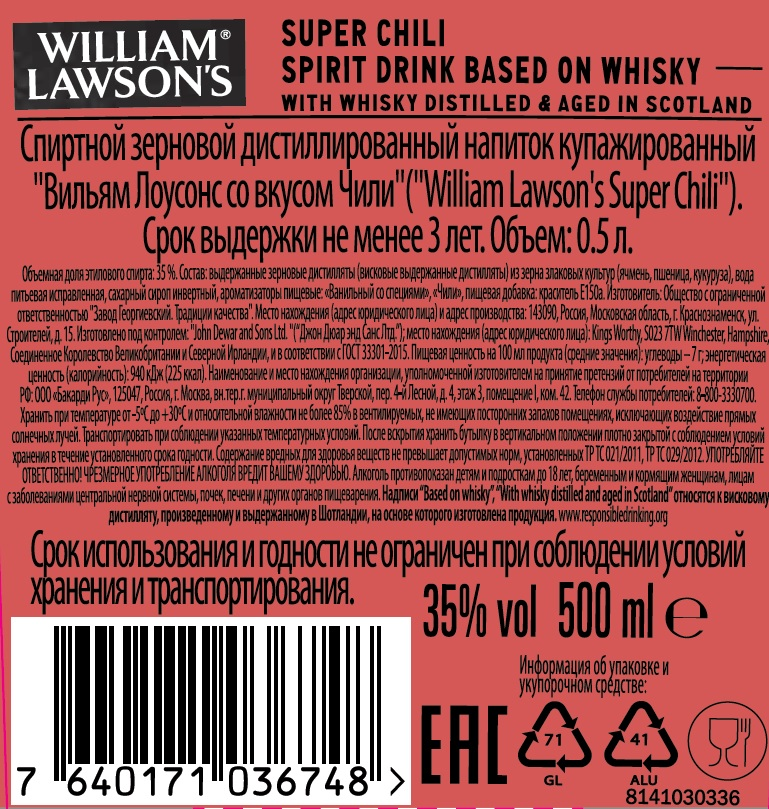 WILLIAM®
LAWSON'S
SUPER CHILI
SPIRIT DRINK BASED ON WHISKY
WITH WHISKY DISTILLED & AGED IN SCOTLAND
Спиртной зерновой дистиллированный напиток купажированный
"Вильям Лоусонс со вкусом Чили"("William Lawson's Super Chili").
Срок выдержки не менее 3 лет. Объем: 0.5 л.
Объемная доля этилового спирта: 35 %. Состав: выдержанные зерновые дистилляты (висковые выдержанные дистилляты) из зерна злаковых культур (ячмень, пшеница, кукуруза), вода
питьевая исправленная, сахарный сироп инвертный, ароматизаторы пищевые: «Ванильный со специями», «Чили», пищевая добавка: краситель Е150а. Изготовитель: Общество с ограниченной
ответственностью "Завод Георгиевский. Традиции качества". Место нахождения (адрес юридического лица) и адрес производства: 143090, Россия, Московская область, г. Краснознаменск, ул.
Строителей, д. 15. Изготовлено под контролем: "John Dewar and Sons Ltd. "("Джон Дюар энд Санс Лтд."); место нахождения (адрес юридического лица): Kings Worthy, SO23 7TW Winchester, Hampshire,
Соединенное Королевство Великобритании и Северной Ирландии, и в соответствии с ГОСТ 33301-2015. Пищевая ценность на 100 мл продукта (средние значения): углеводы – 7 г; энергетическая
ценность (калорийность): 940 кДж (225 ккал). Наименование и место нахождения организации, уполномоченной изготовителем на принятие претензий от потребителей на территории
РФ: ООО «Бакарди Рус», 125047, Россия, г. Москва, вн.тер.г. муниципальный округ Тверской, пер. 4-й Лесной, д. 4, этаж 3, помещение I, ком. 42. Телефон службы потребителей: 8-800-3330700.
Хранить при температуре от –5°C до +30°C и относительной влажности не более 85% в вентилируемых, не имеющих посторонних запахов помещениях, исключающих воздействие прямых
солнечных лучей. Транспортировать при соблюдении указанных температурных условий. После вскрытия хранить бутылку в вертикальном положении плотно закрытой с соблюдением условий
хранения в течение установленного срока годности. Содержание вредных для здоровья веществ не превышает допустимых норм, установленных ТР ТС 021/2011, ТР ТС 029/2012. УПОТРЕБЛЯЙТЕ
ОТВЕТСТВЕННО! ЧРЕЗМЕРНОЕ УПОТРЕБЛЕНИЕ АЛКОГОЛЯ ВРЕДИТ ВАШЕМУ ЗДОРОВЬЮ. Алкоголь противопоказан детям и подросткам до 18 лет, беременным и кормящим женщинам, лицам
с заболеваниями центральной нервной системы, почек, печени и других органов пищеварения. Надписи "Based on whisky", "With whisky distilled and aged in Scotland" относятся к висковому
дистилляту, произведенному и выдержанному в Шотландии, на основе которого изготовлена продукция. www.responsibledrinking.org
Срок использования и годности не ограничен при соблюдении условий
хранения и транспортирования.
35% vol 500 ml ℮
Информация об упаковке и
укупорочном средстве:
EAC
71
GL
41
ALU
8141030336
7 640171 036748 >